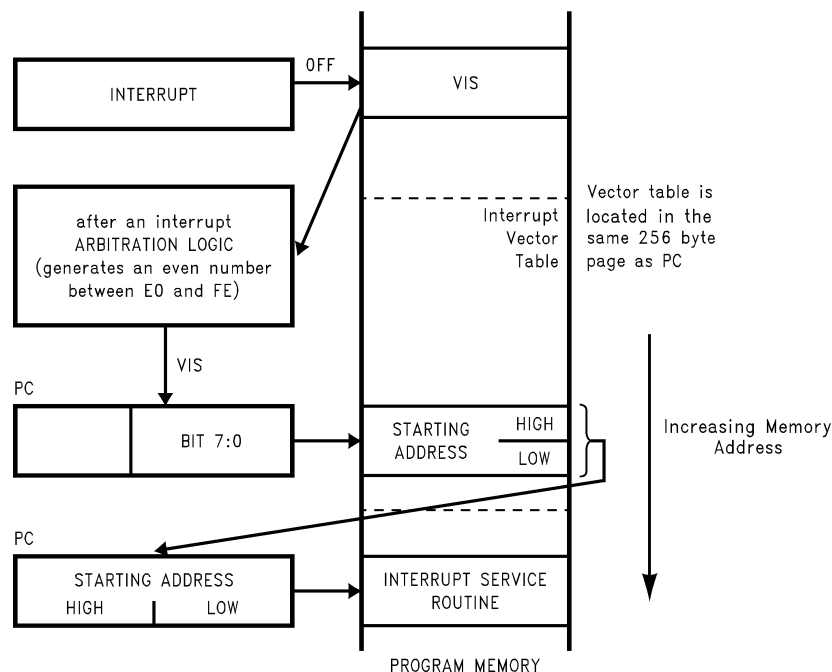 OFF
INTERRUPT
VIS
after an interrupt
ARBITRATION LOGIC
(generates an even number
between E0 and FE)
Interrupt
Vector
Table
Vector table is
located in the
same 256 byte
page as PC
VIS
PC
BIT 7:0
STARTING
ADDRESS
HIGH
LOW
Increasing Memory
Address
PC
STARTING ADDRESS
HIGH
LOW
INTERRUPT SERVICE
ROUTINE
PROGRAM MEMORY